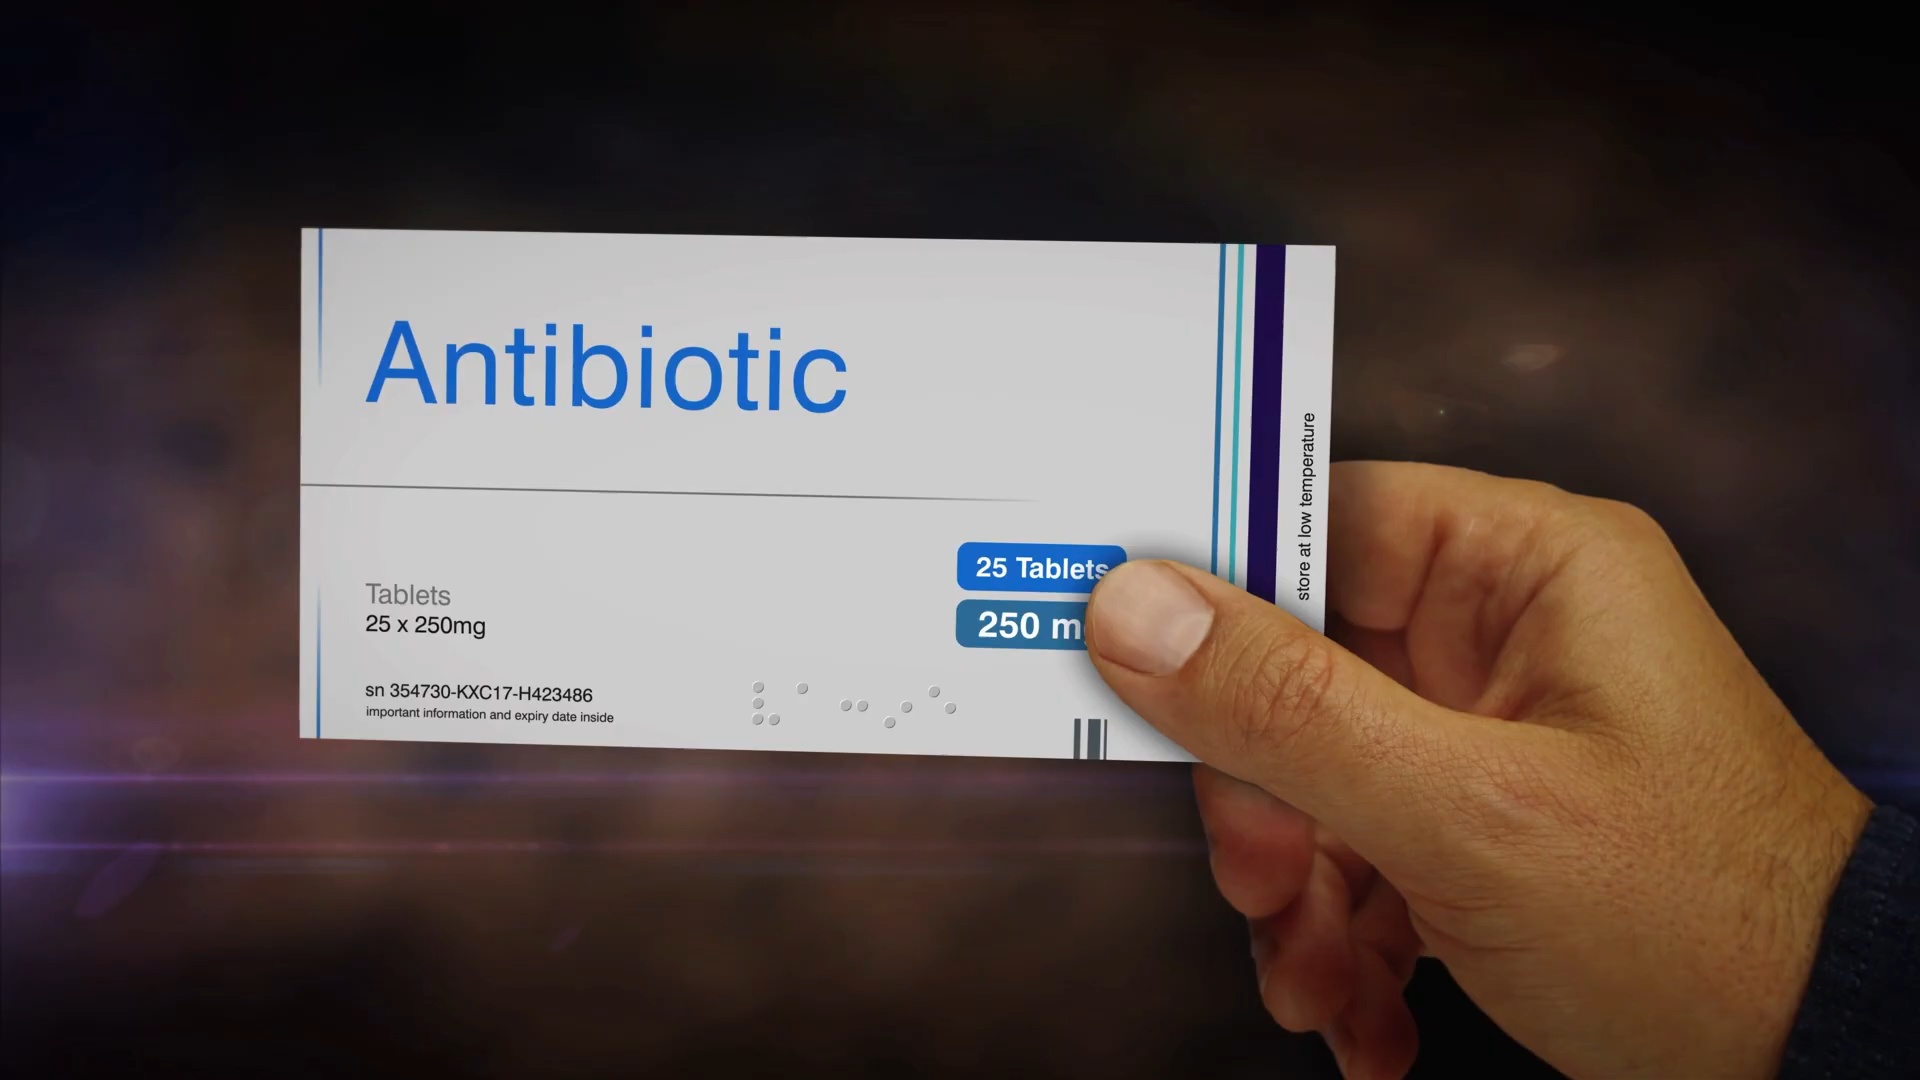 Antibiotic
25 Tablets
250 m
Tablets
25 x 250mg
sn 354730-KXC17-H423486
important information and expiry date inside
store at low temperature